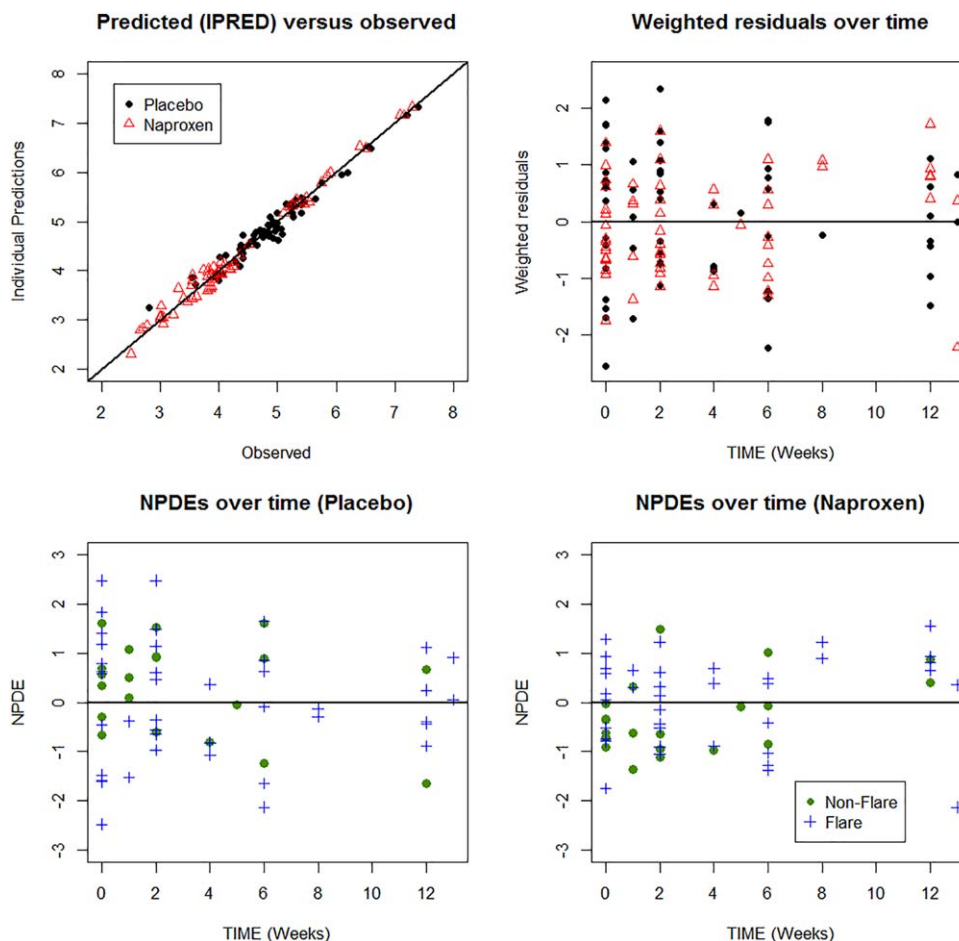 Predicted (IPRED) versus observed
Individual Predictions
8
7
6
5
4
3
2
Placebo
Naproxen
2 3 4 5 6 7 8
Observed
Weighted residuals over time
Weighted residuals
2
1
0
-1
-2
0 2 4 6 8 10 12
TIME (Weeks)
NPDEs over time (Placebo)
NPDE
3
2
1
0
-1
-2
-3
0 2 4 6 8 10 12
TIME (Weeks)
NPDEs over time (Naproxen)
NPDE
3
2
1
0
-1
-2
-3
Non-Flare
Flare
0 2 4 6 8 10 12
TIME (Weeks)